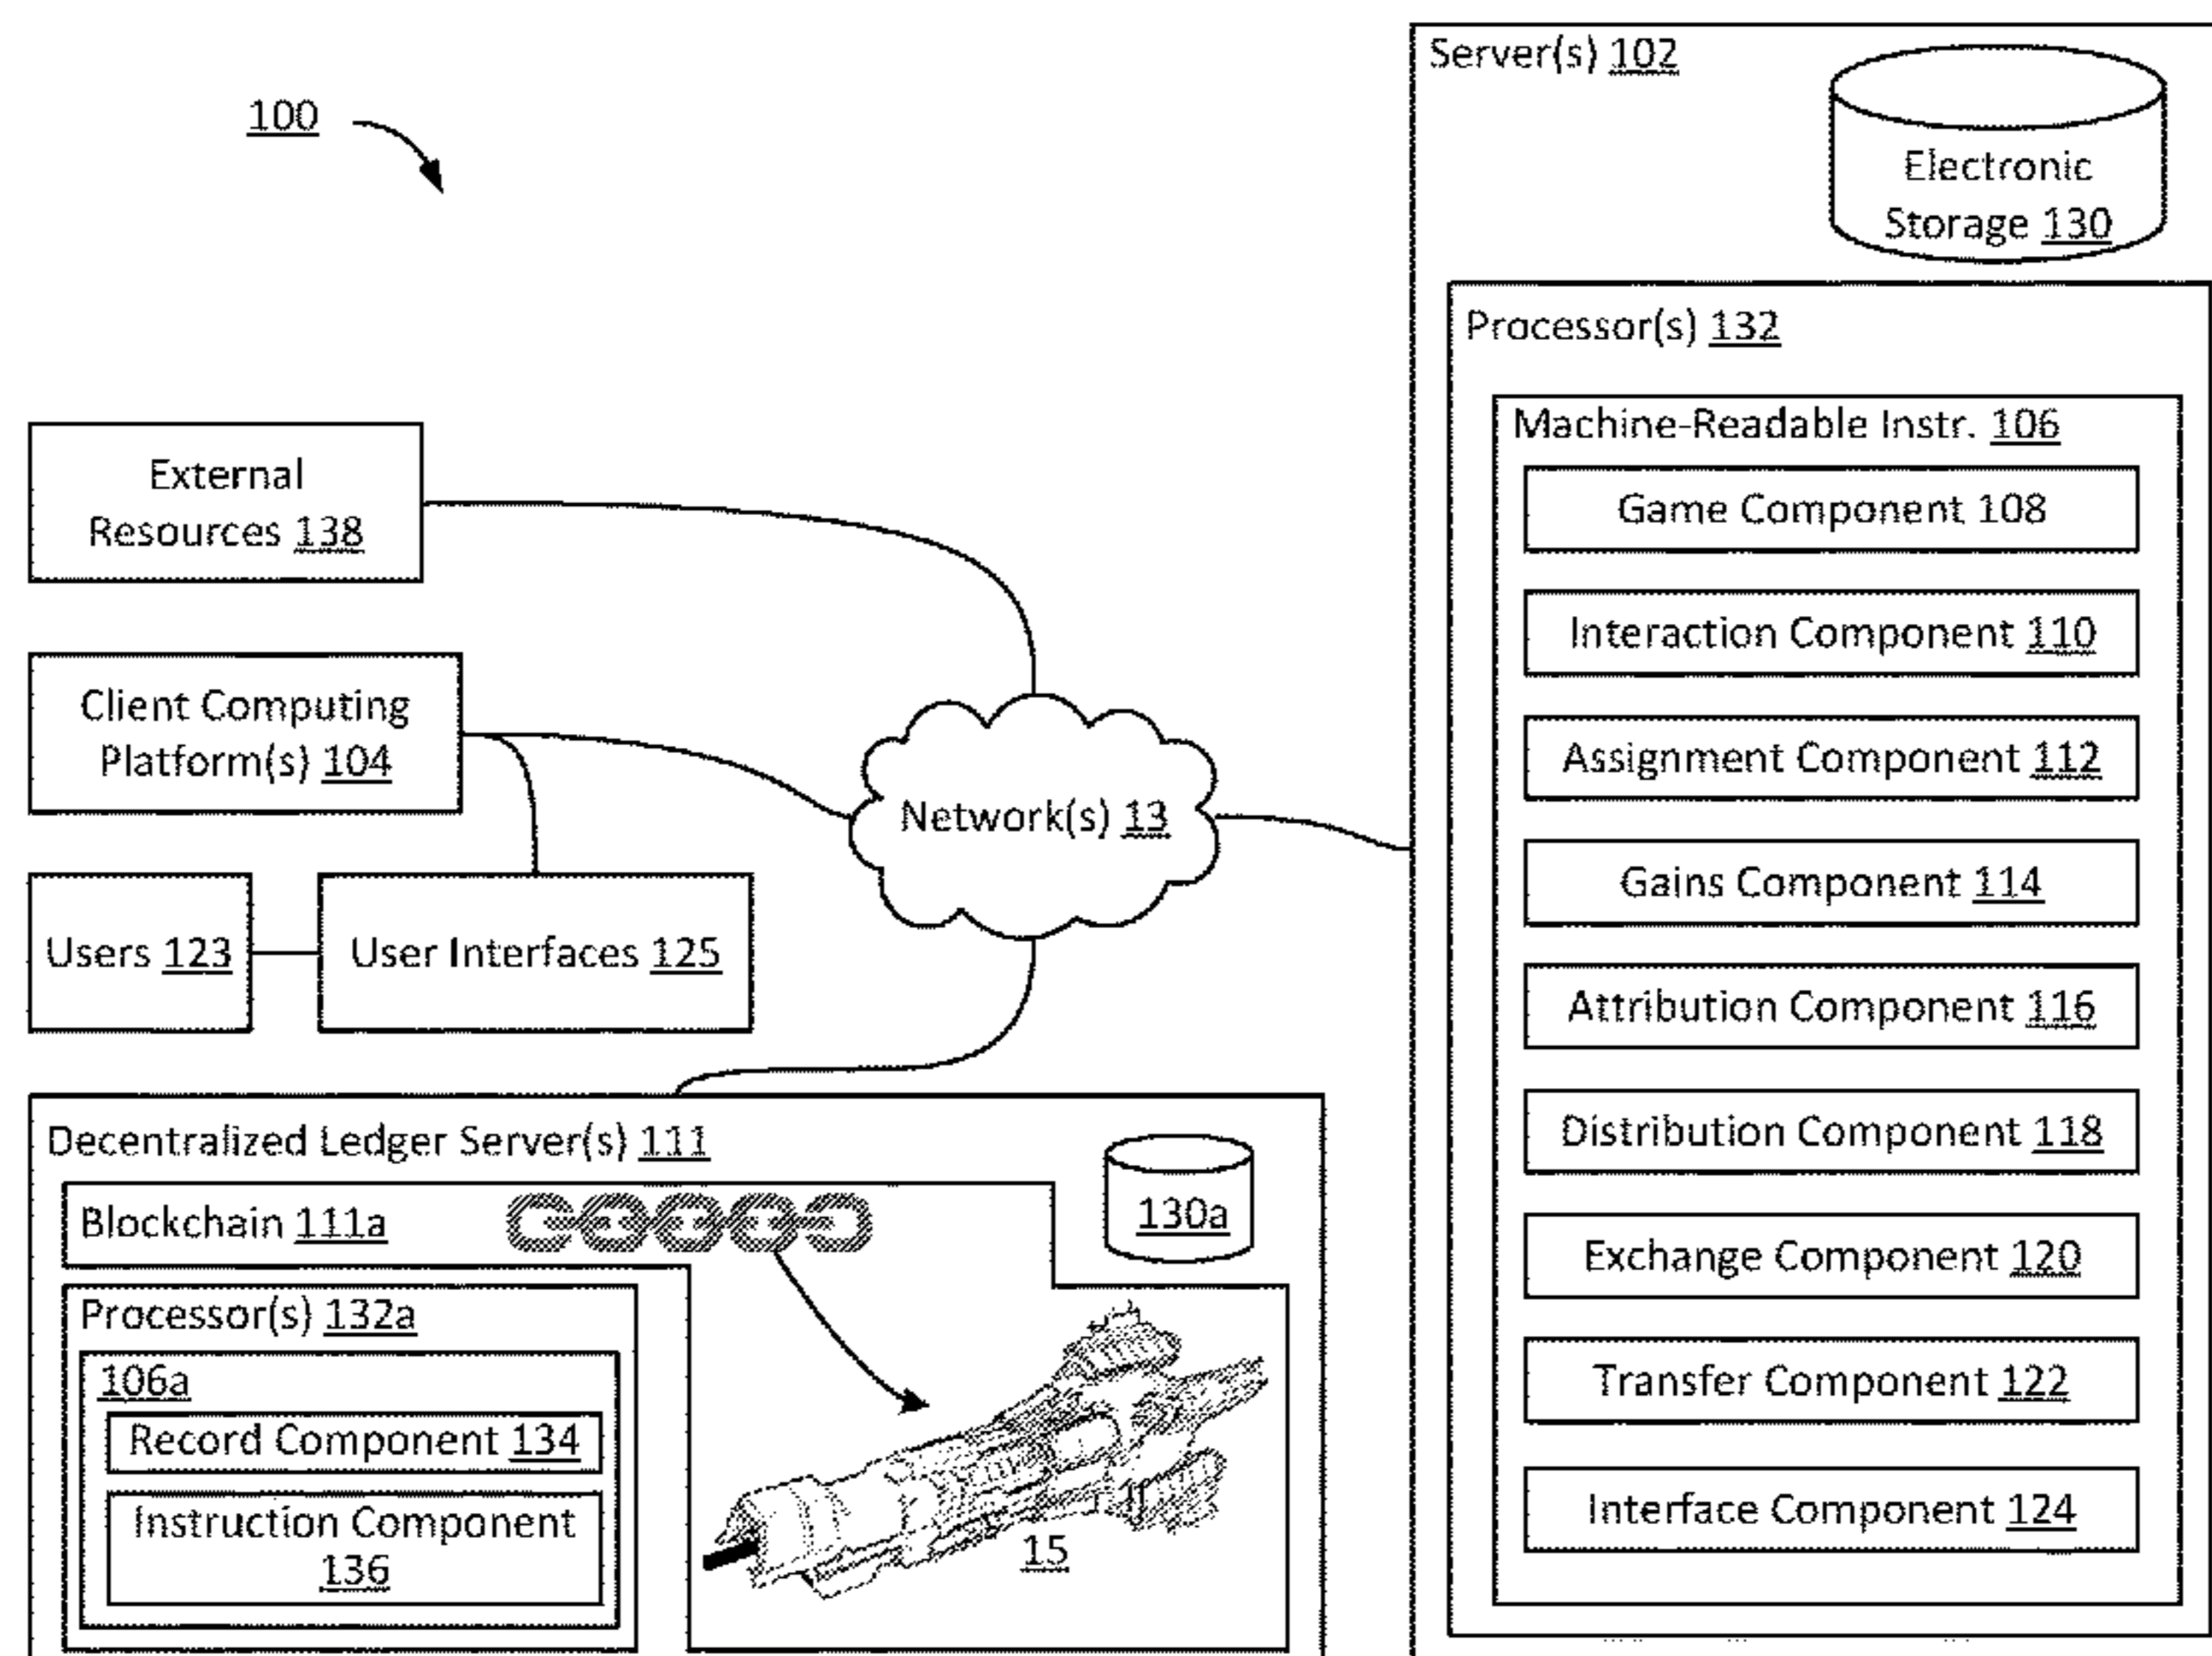 100
Server(s) 102
Electronic
Storage 130
Processor(s) 132
Machine-Readable Instr. 106
Game Component 108
Interaction Component 110
Assignment Component 112
Gains Component 114
Attribution Component 116
Distribution Component 118
Exchange Component 120
Transfer Component 122
Interface Component 124
External
Resources 138
Client Computing
Platform(s) 104
Network(s) 13
Users 123
User Interfaces 125
Decentralized Ledger Server(s) 111
Blockchain 111a
130a
Processor(s) 132a
106a
Record Component 134
Instruction Component
136
15